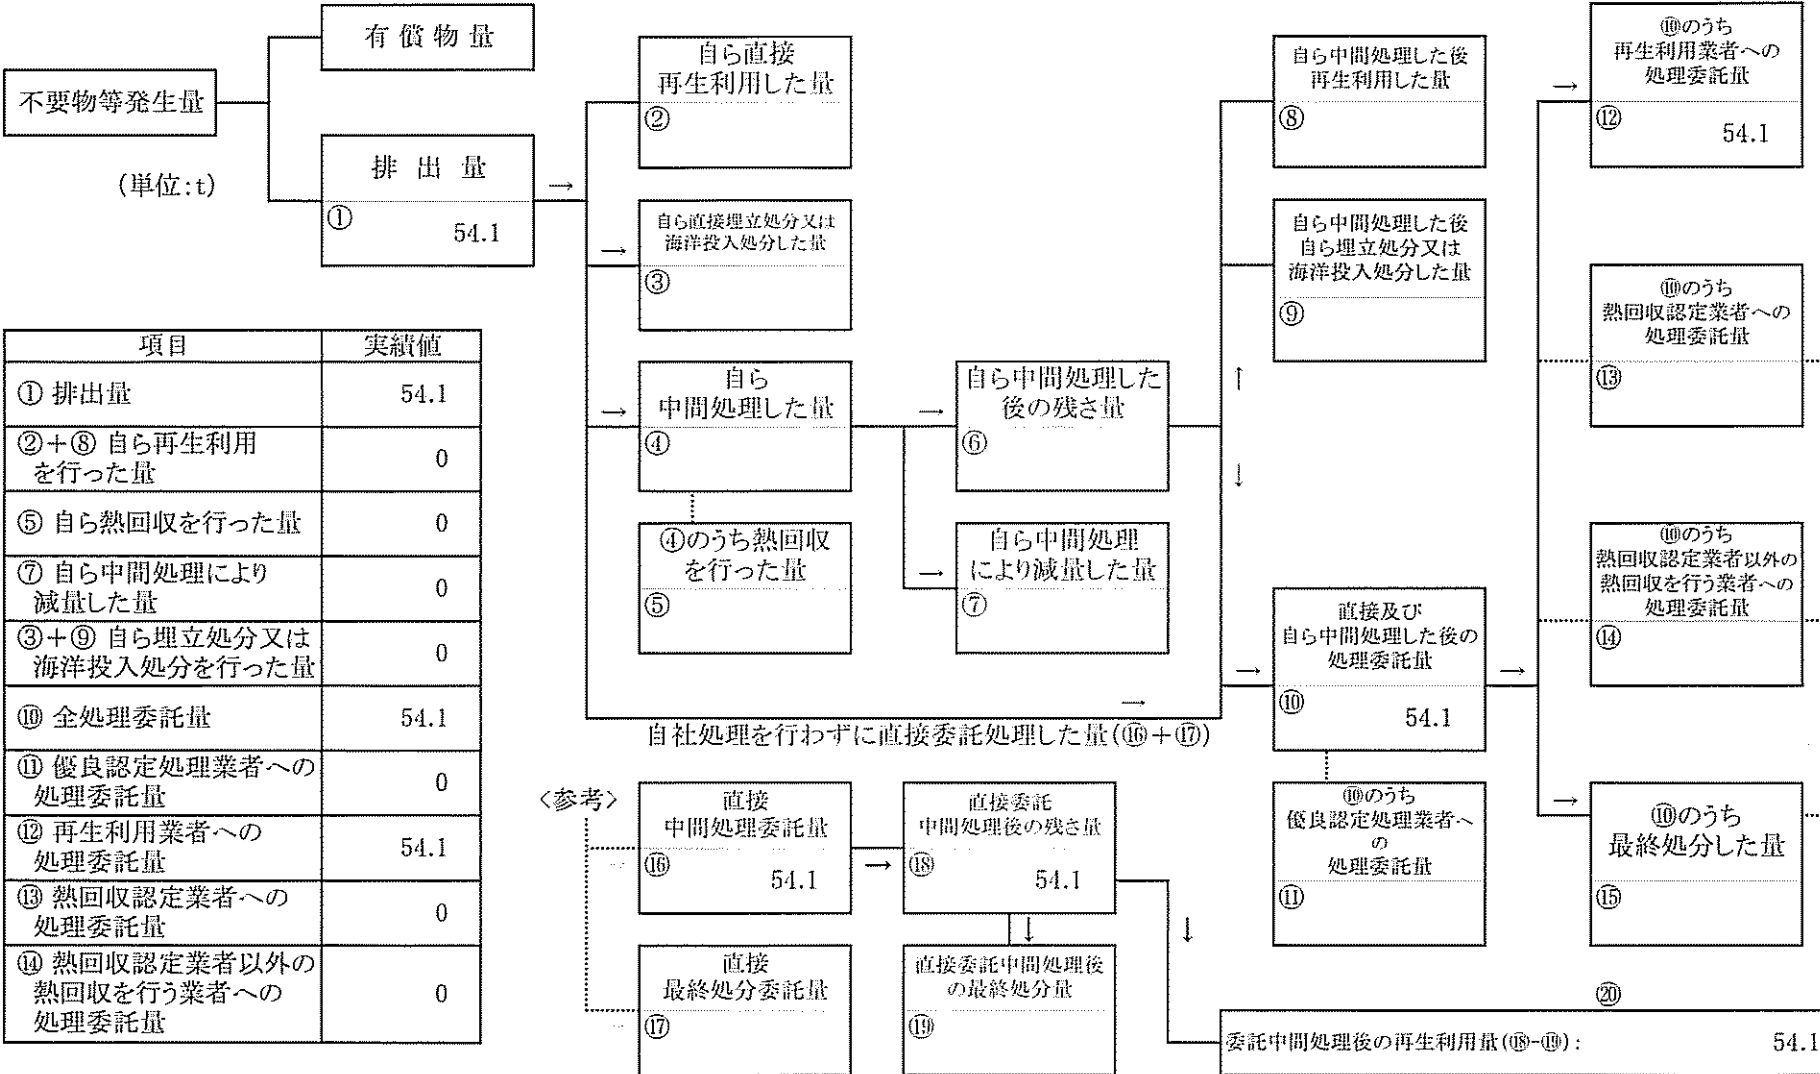 有償物量
不要物等発生量
(単位:t)
排出量
①
54.1
→
自ら直接
再生利用した量
②
→
自ら直接埋立処分又は
海洋投入処分した量
③
→
自ら
中間処理した量
④
④のうち熱回収
を行った量
⑤
→
自ら中間処理した
後の残さ量
⑥
→
自ら中間処理
により減量した量
⑦
↑
↓
自ら中間処理した後
再生利用した量
⑧
自ら中間処理した後
自ら埋立処分又は
海洋投入処分した量
⑨
→
自社処理を行わずに直接委託処理した量(⑯+⑰)
→
直接及び
自ら中間処理した後の
処理委託量
⑩
54.1
→
⑩のうち
優良認定処理業者へ
の
処理委託量
⑪
→
⑩のうち
再生利用業者への
処理委託量
⑫
54.1
⑩のうち
熱回収認定業者への
処理委託量
⑬
⑩のうち
熱回収認定業者以外の
熱回収を行う業者への
処理委託量
⑭
→
⑩のうち
最終処分した量
⑮
項目 実績値
① 排出量 54.1
②+⑧ 自ら再生利用
を行った量 0
⑤ 自ら熱回収を行った量 0
⑦ 自ら中間処理により
減量した量 0
③+⑨ 自ら埋立処分又は
海洋投入処分を行った量 0
⑩ 全処理委託量 54.1
⑪ 優良認定処理業者への
処理委託量 0
⑫ 再生利用業者への
処理委託量 54.1
⑬ 熱回収認定業者への
処理委託量 0
⑭ 熱回収認定業者以外の
熱回収を行う業者への
処理委託量 0
<参考>
直接
中間処理委託量
⑯
54.1
→
直接委託
中間処理後の残さ量
⑱
54.1
↓
↓
直接
最終処分委託量
⑰
直接委託中間処理後
の最終処分量
⑲
⑳
委託中間処理後の再生利用量(⑱-⑲): 54.1